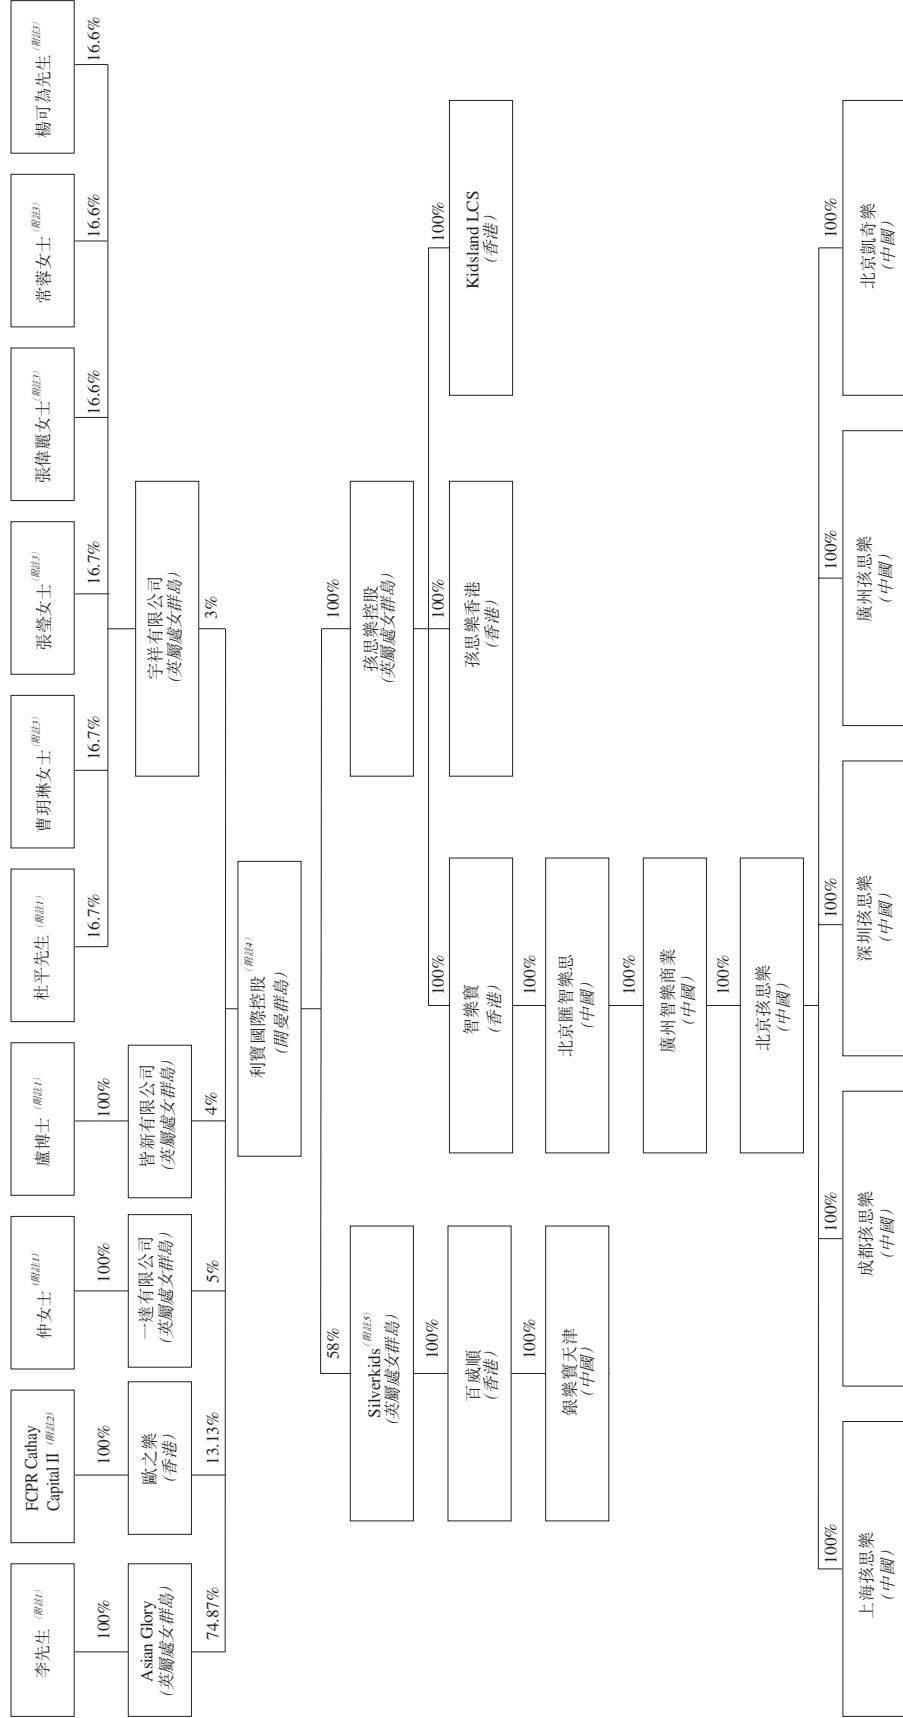 李先生 (附註1)
FCPR Cathay
Capital II (附註2)
仲女士 (附註1)
盧博士 (附註1)
杜平先生 (附註1)
曹玥琳女士 (附註3)
張瑩女士 (附註3)
張偉麗女士 (附註3)
常蓉女士 (附註3)
楊可為先生 (附註3)
100%
100%
100%
100%
16.7%
16.7%
16.7%
16.6%
16.6%
16.6%
Asian Glory
(英屬處女群島)
歐之樂
(香港)
一達有限公司
(英屬處女群島)
皆新有限公司
(英屬處女群島)
宇祥有限公司
(英屬處女群島)
74.87%
13.13%
5%
4%
3%
利寶國際控股 (附註4)
(開曼群島)
58%
100%
Silverkids (附註5)
(英屬處女群島)
孩思樂控股
(英屬處女群島)
100%
100%
100%
100%
百威順
(香港)
智樂寶
(香港)
孩思樂香港
(香港)
Kidsland LCS
(香港)
100%
100%
銀樂寶天津
(中國)
北京匯智樂思
(中國)
100%
廣州智樂商業
(中國)
100%
北京孩思樂
(中國)
100%
100%
100%
100%
100%
上海孩思樂
(中國)
成都孩思樂
(中國)
深圳孩思樂
(中國)
廣州孩思樂
(中國)
北京凱奇樂
(中國)